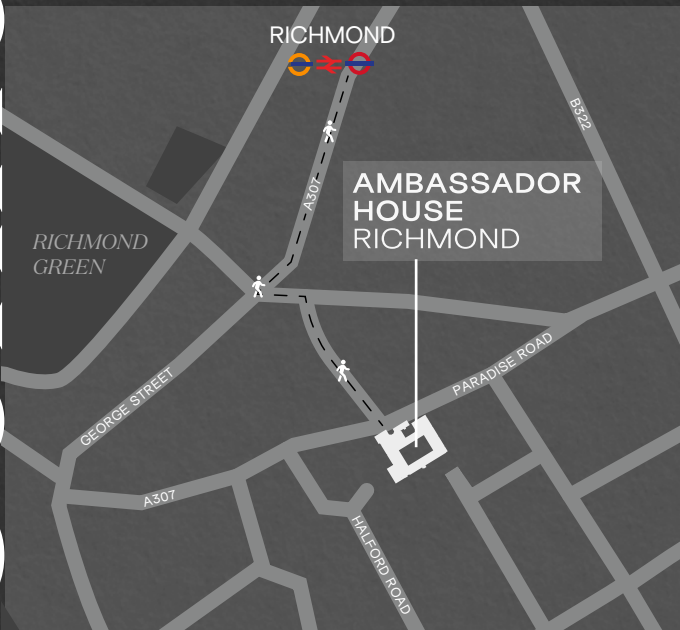 RICHMOND
B322
A307
AMBASSADOR
HOUSE
RICHMOND
RICHMOND
GREEN
PARADISE ROAD
GEORGE STREET
A307
HALFORD ROAD